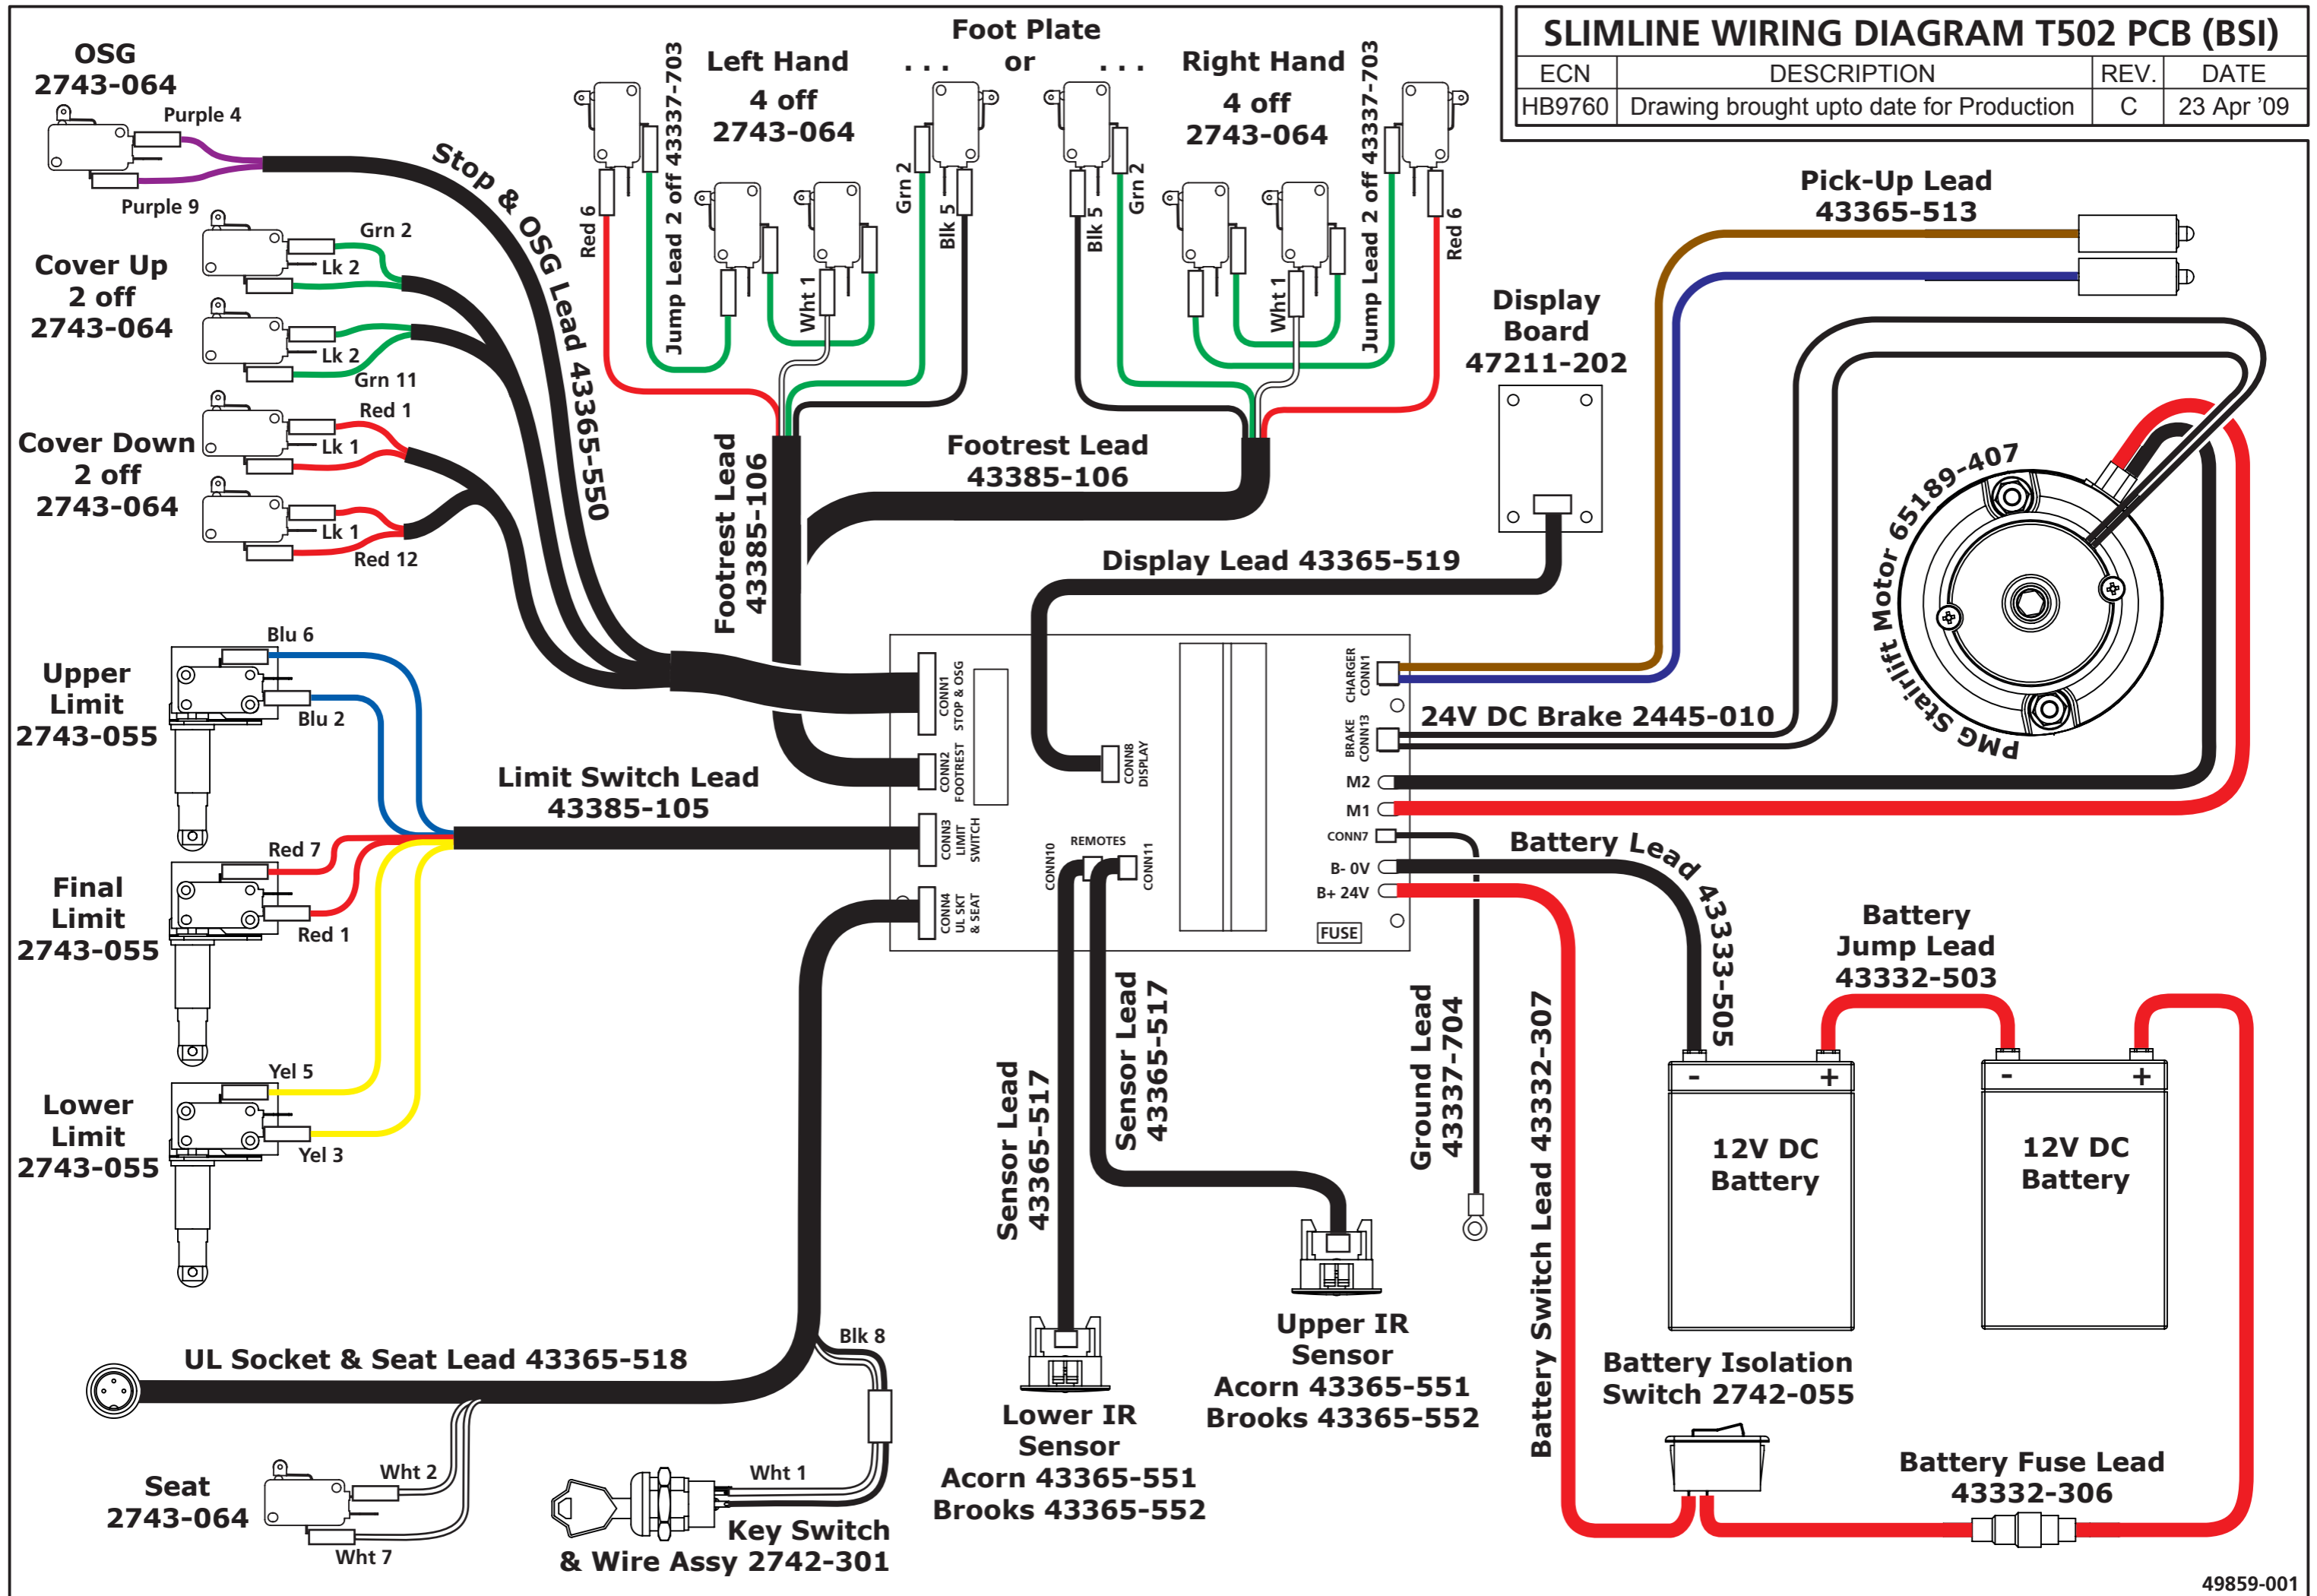 SLIMLINE WIRING DIAGRAM T502 PCB (BSI)
ECN DESCRIPTION REV. DATE
HB9760 Drawing brought upto date for Production C 23 Apr '09
OSG
2743-064
Purple 4
Purple 9
Cover Up
2 off
2743-064
Grn 2
Lk 2
Lk 2
Grn 11
Cover Down
2 off
2743-064
Red 1
Lk 1
Lk 1
Red 12
Stop & OSG Lead 43365-550
Foot Plate
. . . or . . .
Left Hand
4 off
2743-064
Red 6
Jump Lead 2 off 43337-703
Wht 1
Grn 2
Blk 5
Right Hand
4 off
2743-064
Blk 5
Grn 2
Wht 1
Jump Lead 2 off 43337-703
Red 6
Footrest Lead
43385-106
Footrest Lead
43385-106
Pick-Up Lead
43365-513
Display
Board
47211-202
Display Lead 43365-519
PMG Stairlift Motor 65189-407
24V DC Brake 2445-010
Upper
Limit
2743-055
Blu 6
Blu 2
Final
Limit
2743-055
Red 7
Red 1
Lower
Limit
2743-055
Yel 5
Yel 3
Limit Switch Lead
43385-105
CONN1
STOP & OSG
CONN2
FOOTREST
CONN3
LIMIT
SWITCH
CONN4
UL SKT
& SEAT
CONN8
DISPLAY
REMOTES
CONN10
CONN11
CHARGER
CONN1
BRAKE
CONN13
M2
M1
CONN7
B- 0V
B+ 24V
FUSE
Battery Lead 43333-505
Battery
Jump Lead
43332-503
- +
12V DC
Battery
- +
12V DC
Battery
Sensor Lead
43365-517
Sensor Lead
43365-517
Ground Lead
43337-704
Battery Switch Lead 43332-307
Upper IR
Sensor
Acorn 43365-551
Brooks 43365-552
Lower IR
Sensor
Acorn 43365-551
Brooks 43365-552
Battery Isolation
Switch 2742-055
Battery Fuse Lead
43332-306
UL Socket & Seat Lead 43365-518
Blk 8
Seat
2743-064
Wht 2
Wht 7
Wht 1
Key Switch
& Wire Assy 2742-301
49859-001